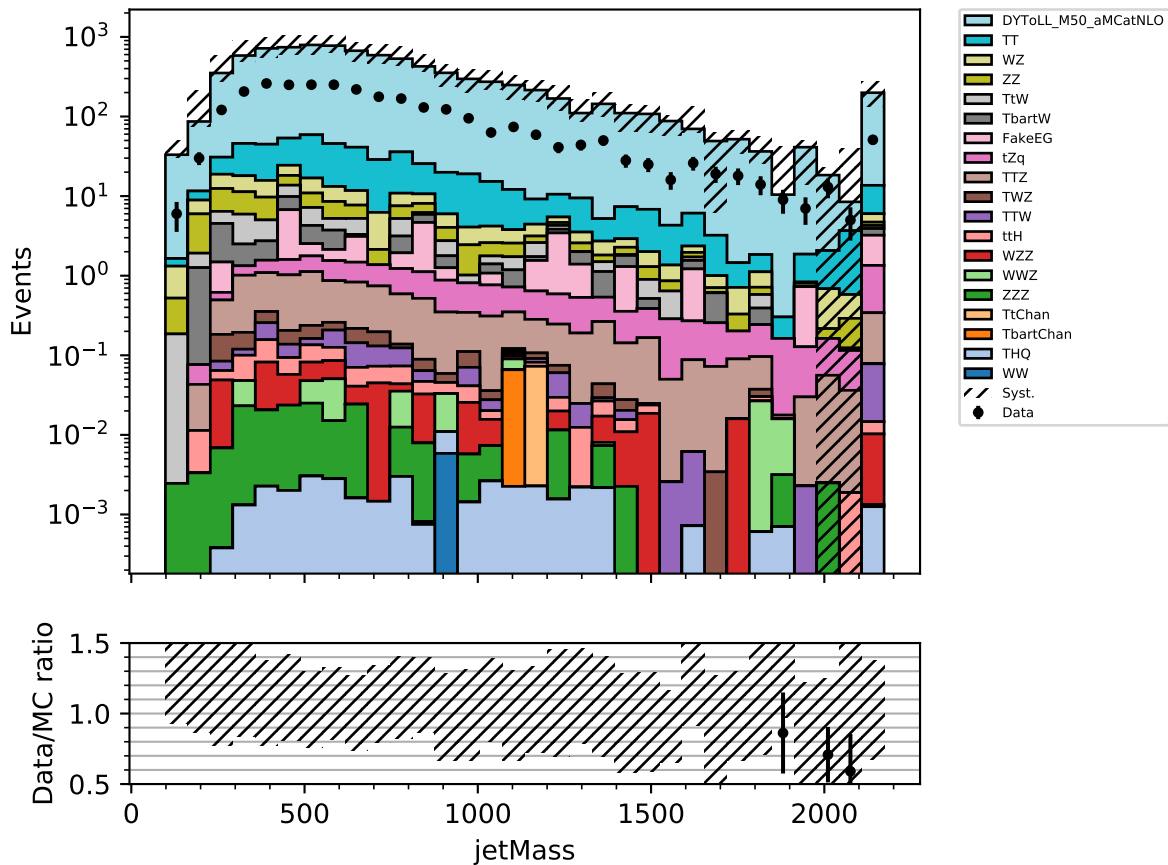 10³
10²
10¹
10⁰
10⁻¹
10⁻²
10⁻³
Events
DYToLL_M50_aMCatNLO
TT
WZ
ZZ
TtW
TbartW
FakeEG
tZq
TTZ
TWZ
TTW
ttH
WZZ
WWZ
ZZZ
TtChan
TbartChan
THQ
WW
Syst.
Data
1.5
1.0
0.5
Data/MC ratio
0 500 1000 1500 2000
jetMass